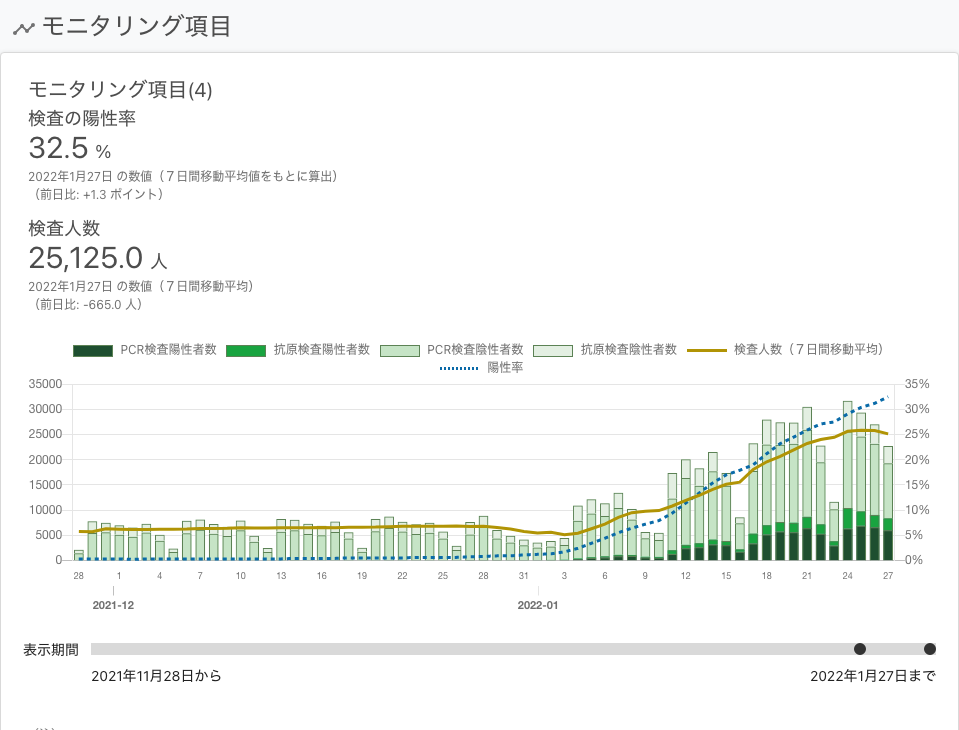 モニタリング項目
モニタリング項目(4)
検査の陽性率
32.5 %
2022年1月27日 の数値（７日間移動平均値をもとに算出）
（前日比: +1.3 ポイント）
検査人数
25,125.0 人
2022年1月27日 の数値（７日間移動平均）
（前日比: -665.0 人）
PCR検査陽性者数 抗原検査陽性者数 PCR検査陰性者数 抗原検査陰性者数 検査人数（７日間移動平均）
陽性率
35000 35%
30000 30%
25000 25%
20000 20%
15000 15%
10000 10%
5000 5%
0 0%
28 1 4 7 10 13 16 19 22 25 28 31 3 6 9 12 15 18 21 24 27
2021-12 2022-01
表示期間
2021年11月28日から 2022年1月27日まで